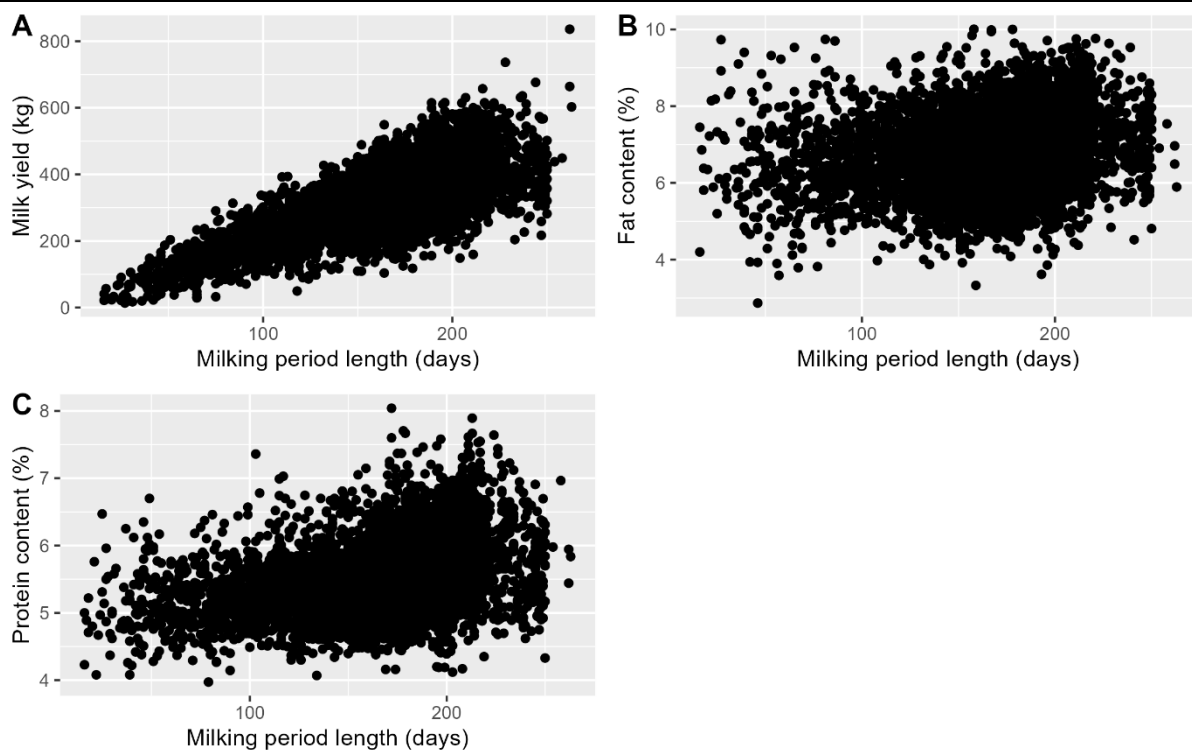 A
Milk yield (kg)
800
600
400
200
0
100 200
Milking period length (days)
B
Fat content (%)
10
8
6
4
100 200
Milking period length (days)
C
Protein content (%)
8
7
6
5
4
100 200
Milking period length (days)